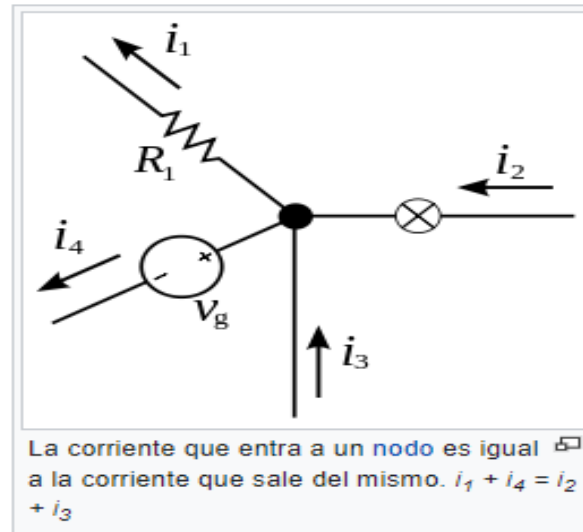 i₁
R₁
i₂
i₄
+
-
v_g
i₃
La corriente que entra a un nodo es igual
a la corriente que sale del mismo. i₁ + i₄ = i₂
+ i₃